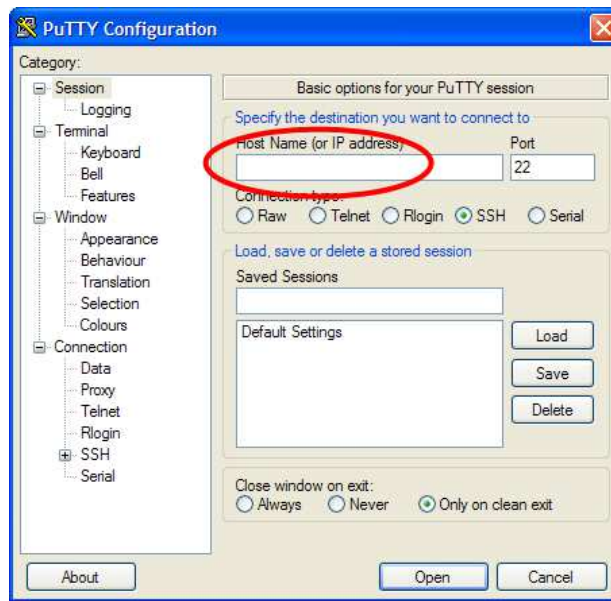 PuTTY Configuration
Category:
Session
Logging
Terminal
Keyboard
Bell
Features
Window
Appearance
Behaviour
Translation
Selection
Colours
Connection
Data
Proxy
Telnet
Rlogin
SSH
Serial
Basic options for your PuTTY session
Specify the destination you want to connect to
Host Name (or IP address) Port
22
Connection type:
Raw Telnet Rlogin SSH Serial
Load, save or delete a stored session
Saved Sessions
Default Settings
Load
Save
Delete
Close window on exit:
Always Never Only on clean exit
About Open Cancel